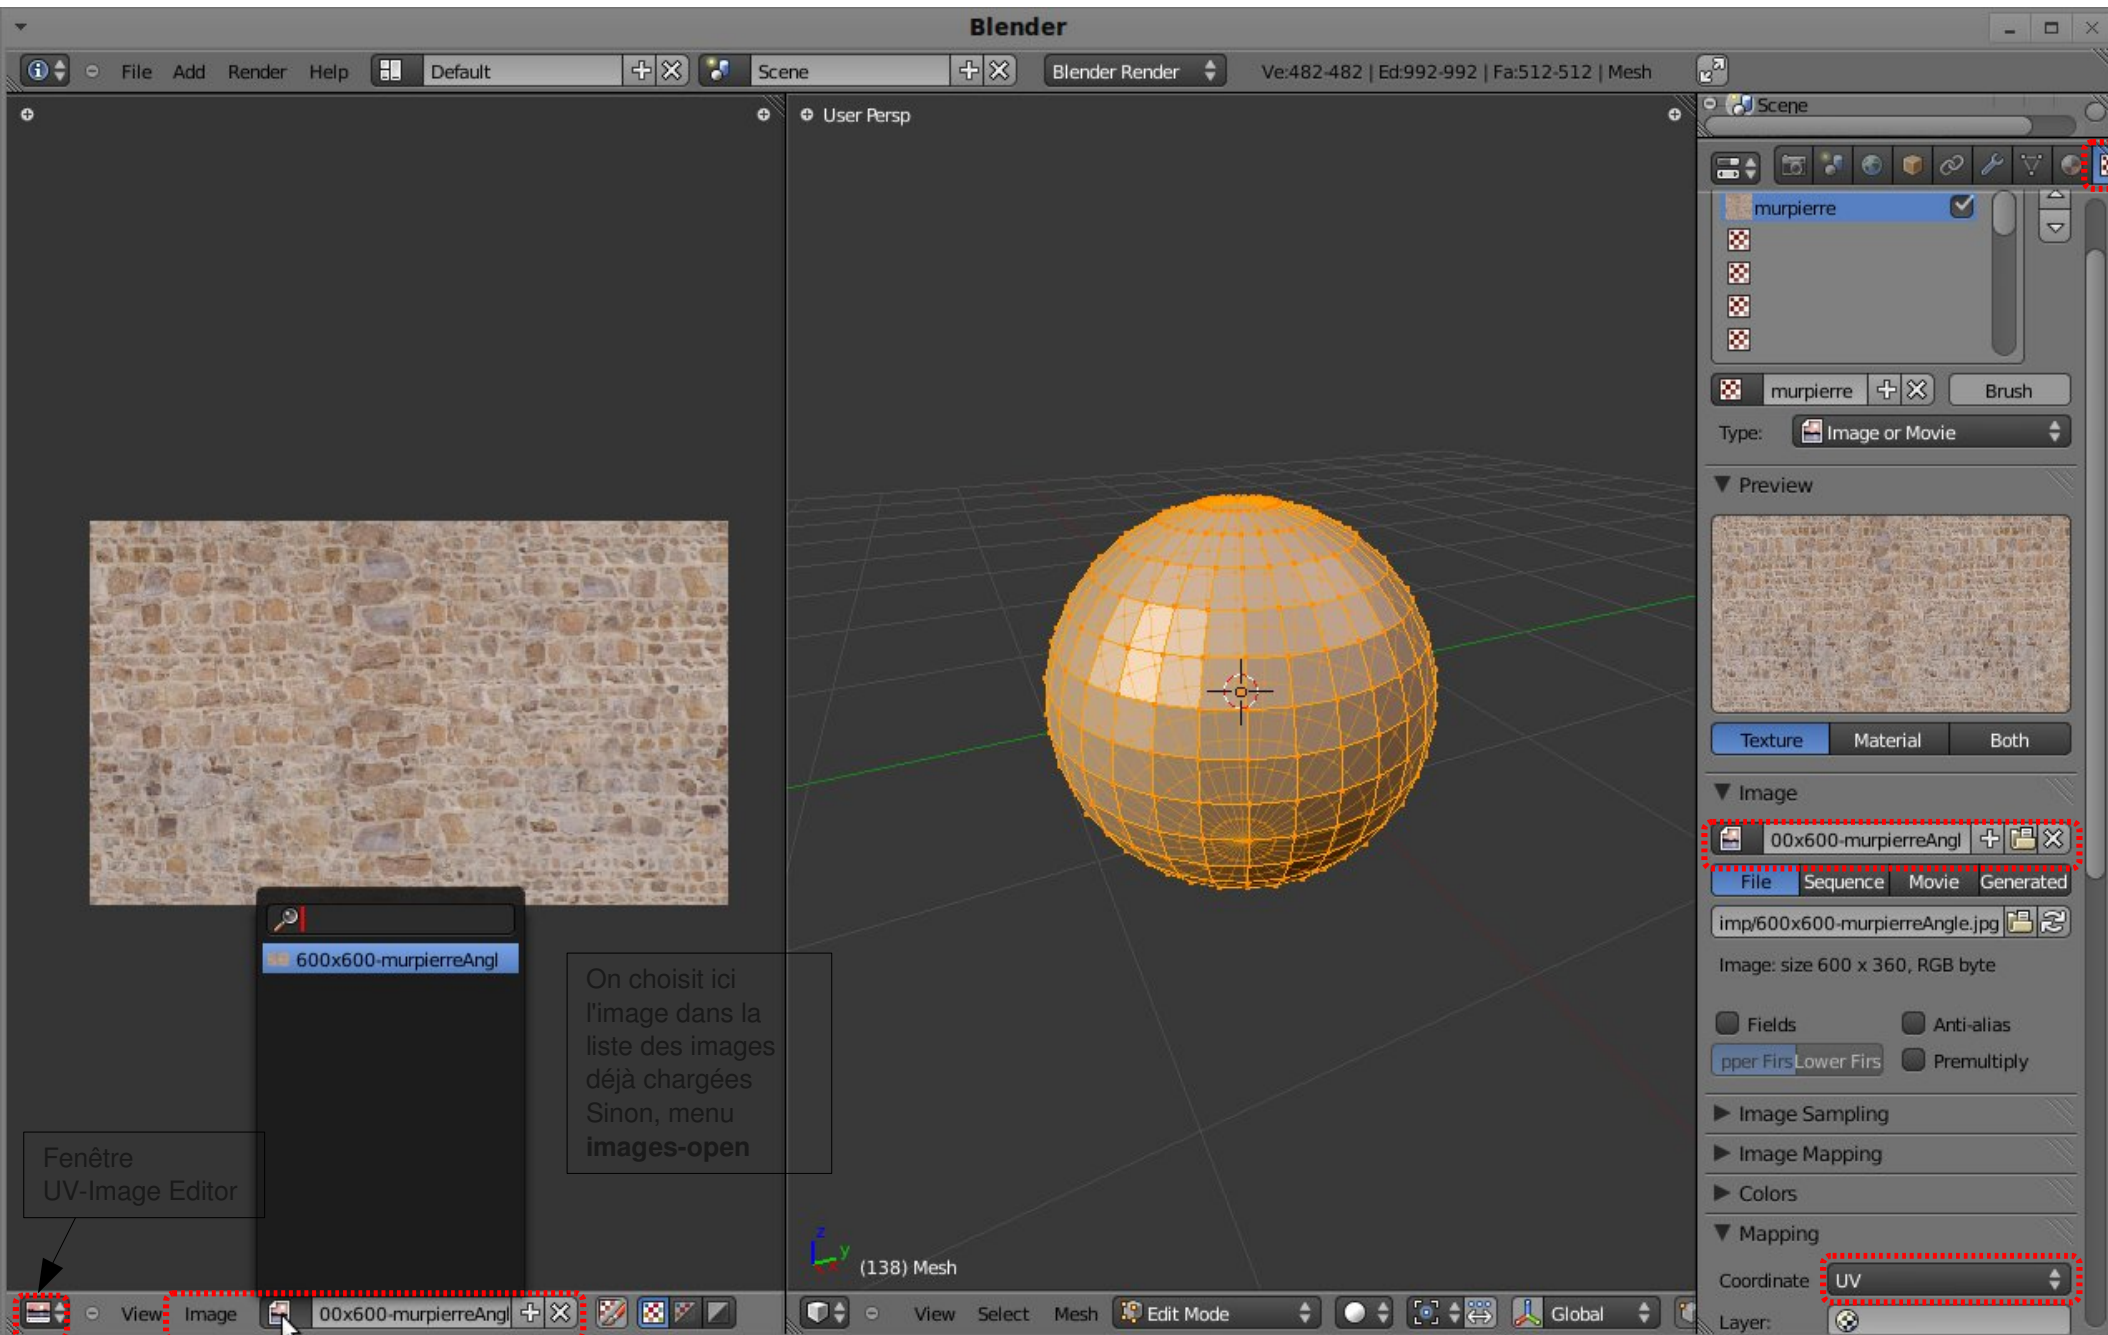 Blender
File Add Render Help Default Scene Blender Render Ve:482-482 | Ed:992-992 | Fa:512-512 | Mesh
User Persp
Scene
murpierre
murpierre Brush
Type: Image or Movie
Preview
Texture Material Both
Image
00x600-murpierreAngl
File Sequence Movie Generated
imp/600x600-murpierreAngle.jpg
Image: size 600 x 360, RGB byte
Fields Anti-alias
pper Firs Lower Firs Premultiply
Image Sampling
Image Mapping
Colors
Mapping
Coordinate UV
Layer:
600x600-murpierreAngl
On choisit ici
l'image dans la
liste des images
déjà chargées
Sinon, menu
images-open
Fenêtre
UV-Image Editor
z
y
x
(138) Mesh
View Image 00x600-murpierreAngl
View Select Mesh Edit Mode Global